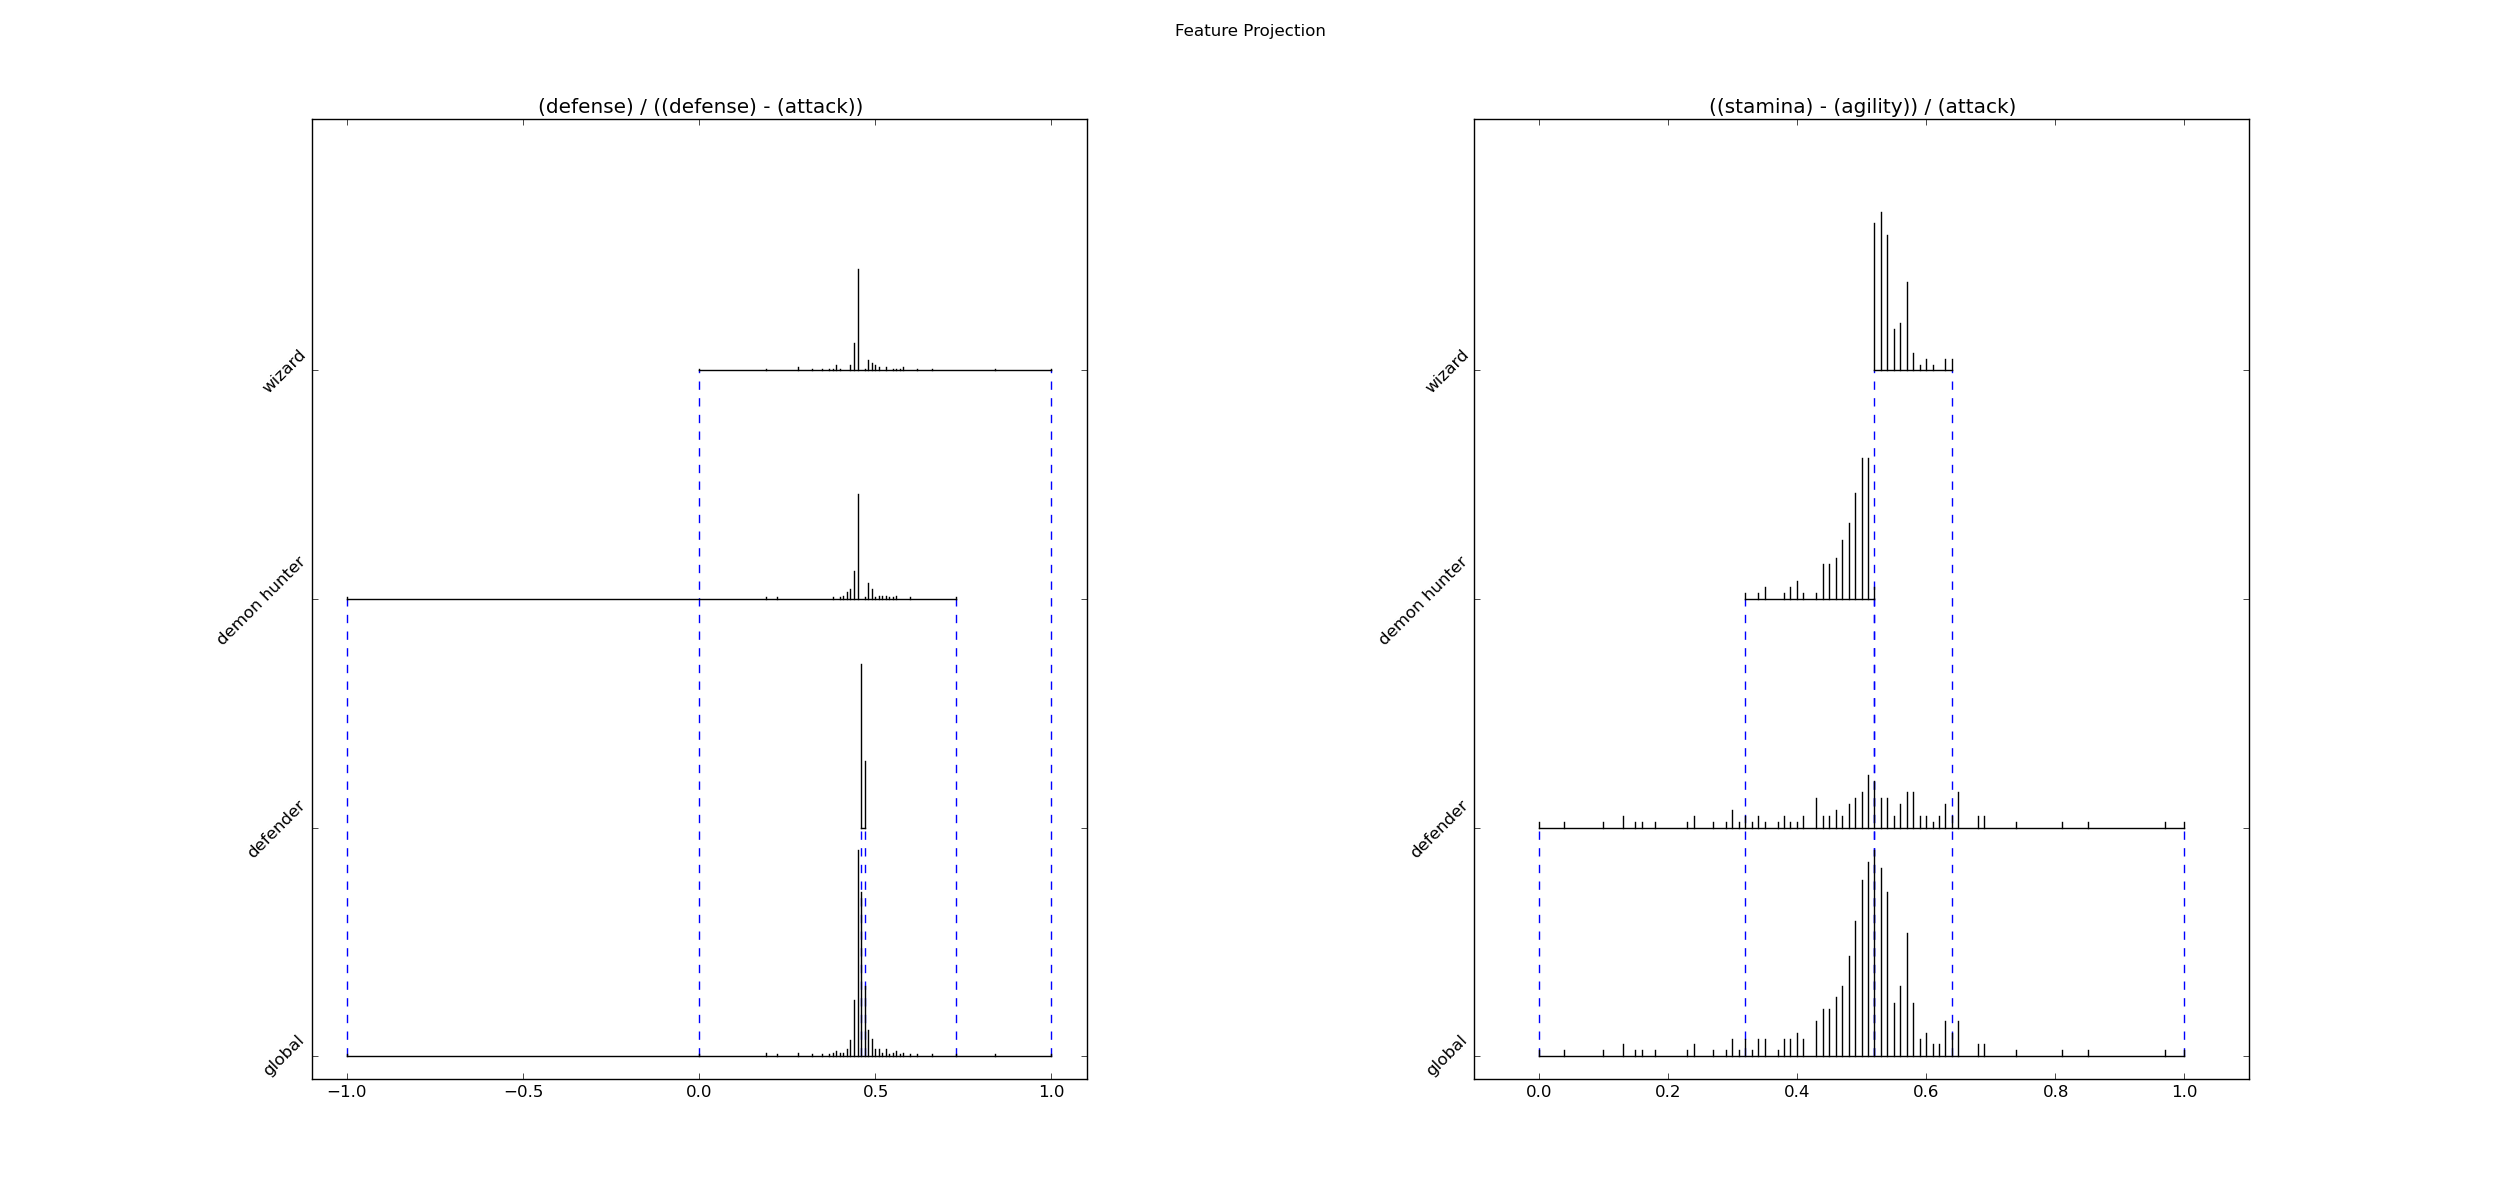 Feature Projection
(defense) / ((defense) - (attack))
wizard
demon hunter
defender
global
−1.0 −0.5 0.0 0.5 1.0
((stamina) - (agility)) / (attack)
wizard
demon hunter
defender
global
0.0 0.2 0.4 0.6 0.8 1.0